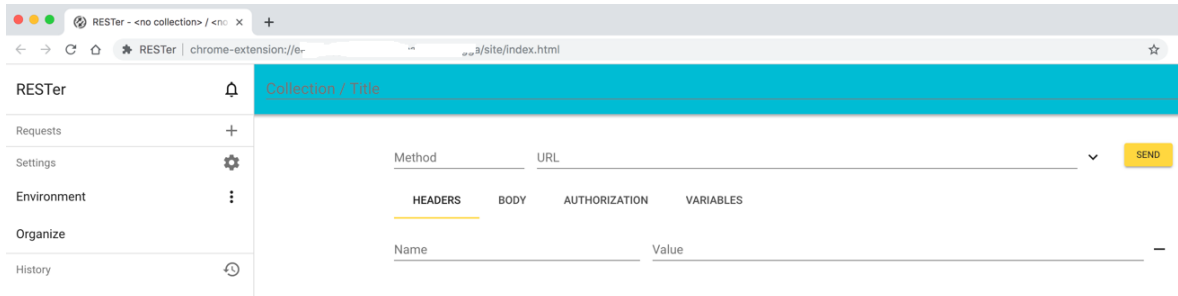 RESTer - <no collection> / <no
RESTer | chrome-extension://e- a/site/index.html
RESTer
Collection / Title
Requests
Settings
Method URL SEND
Environment
HEADERS BODY AUTHORIZATION VARIABLES
Organize
Name Value
History